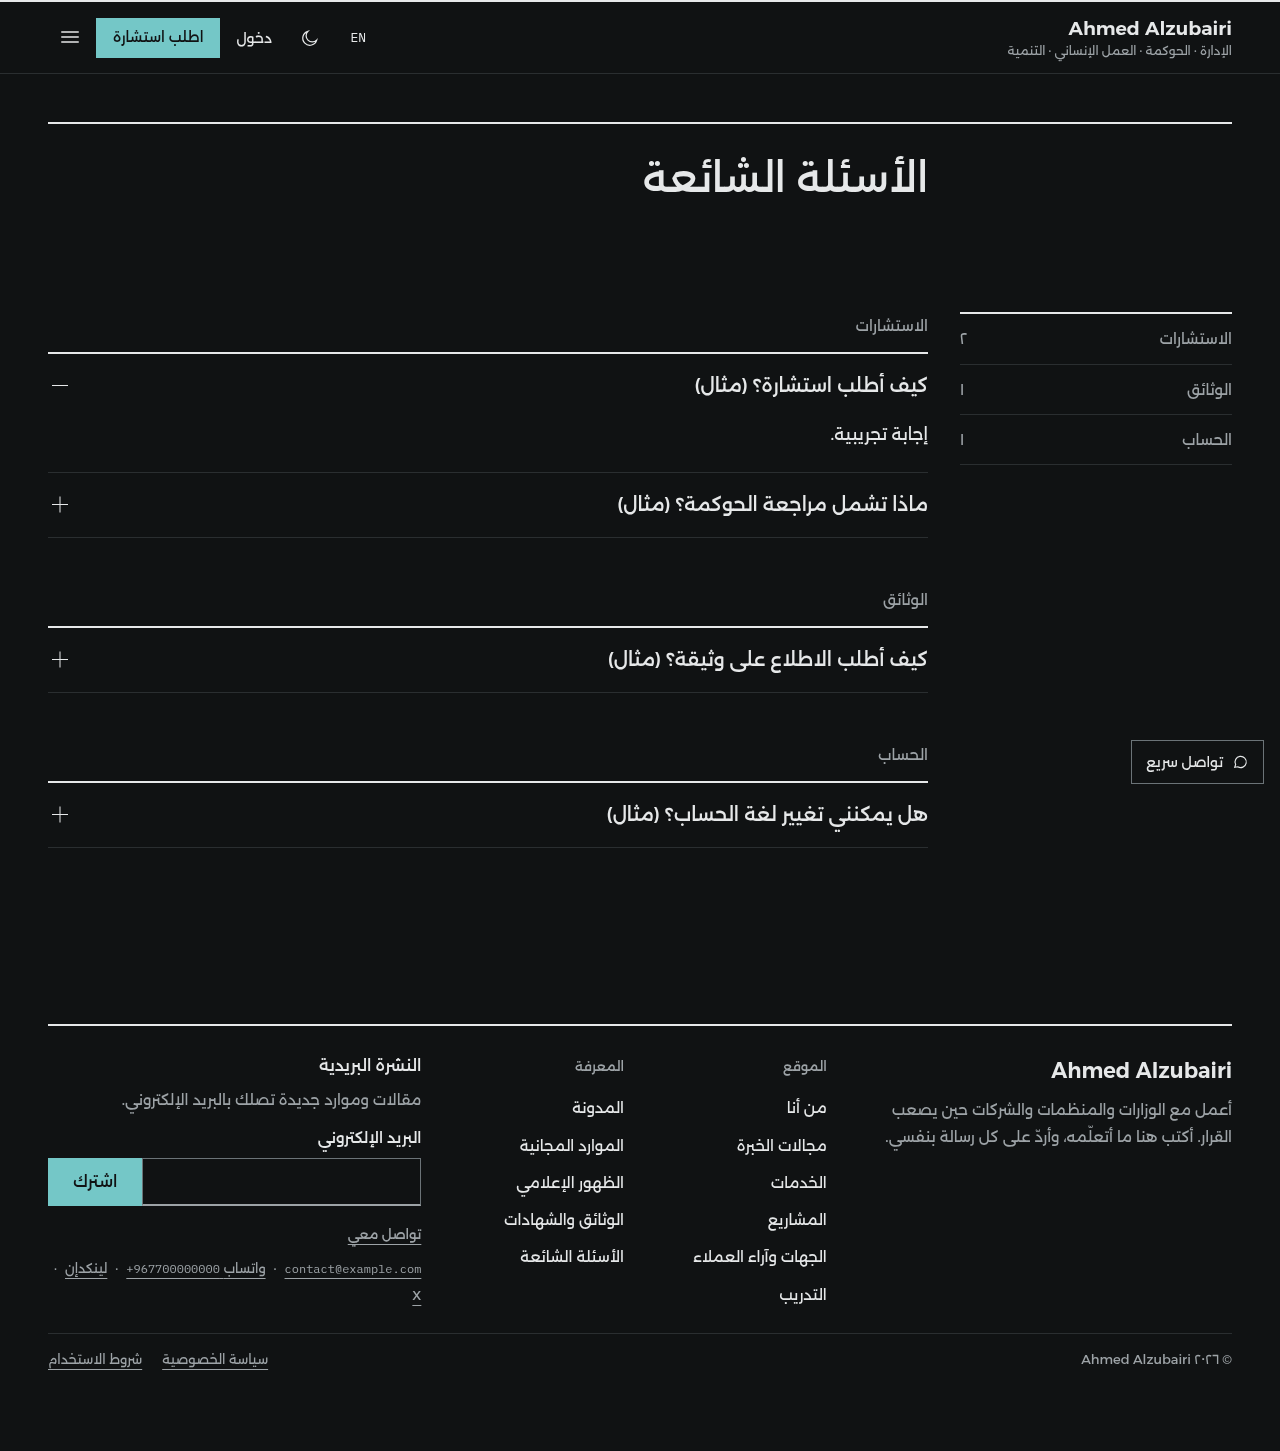 Ahmed Alzubairi
الإدارة · الحوكمة · العمل الإنساني · التنمية
EN
دخول
اطلب استشارة
الأسئلة الشائعة
الاستشارات ٢
الوثائق ١
الحساب ١
الاستشارات
كيف أطلب استشارة؟ (مثال)
إجابة تجريبية.
ماذا تشمل مراجعة الحوكمة؟ (مثال)
الوثائق
كيف أطلب الاطلاع على وثيقة؟ (مثال)
الحساب
هل يمكنني تغيير لغة الحساب؟ (مثال)
تواصل سريع
Ahmed Alzubairi
أعمل مع الوزارات والمنظمات والشركات حين يصعب
القرار. أكتب هنا ما أتعلّمه، وأردّ على كل رسالة بنفسي.
الموقع
من أنا
مجالات الخبرة
الخدمات
المشاريع
الجهات وآراء العملاء
التدريب
المعرفة
المدونة
الموارد المجانية
الظهور الإعلامي
الوثائق والشهادات
الأسئلة الشائعة
النشرة البريدية
مقالات وموارد جديدة تصلك بالبريد الإلكتروني.
البريد الإلكتروني
اشترك
تواصل معي
contact@example.com · واتساب +967700000000 · لينكدإن ·
X
© ٢٠٢٦ Ahmed Alzubairi
سياسة الخصوصية
شروط الاستخدام